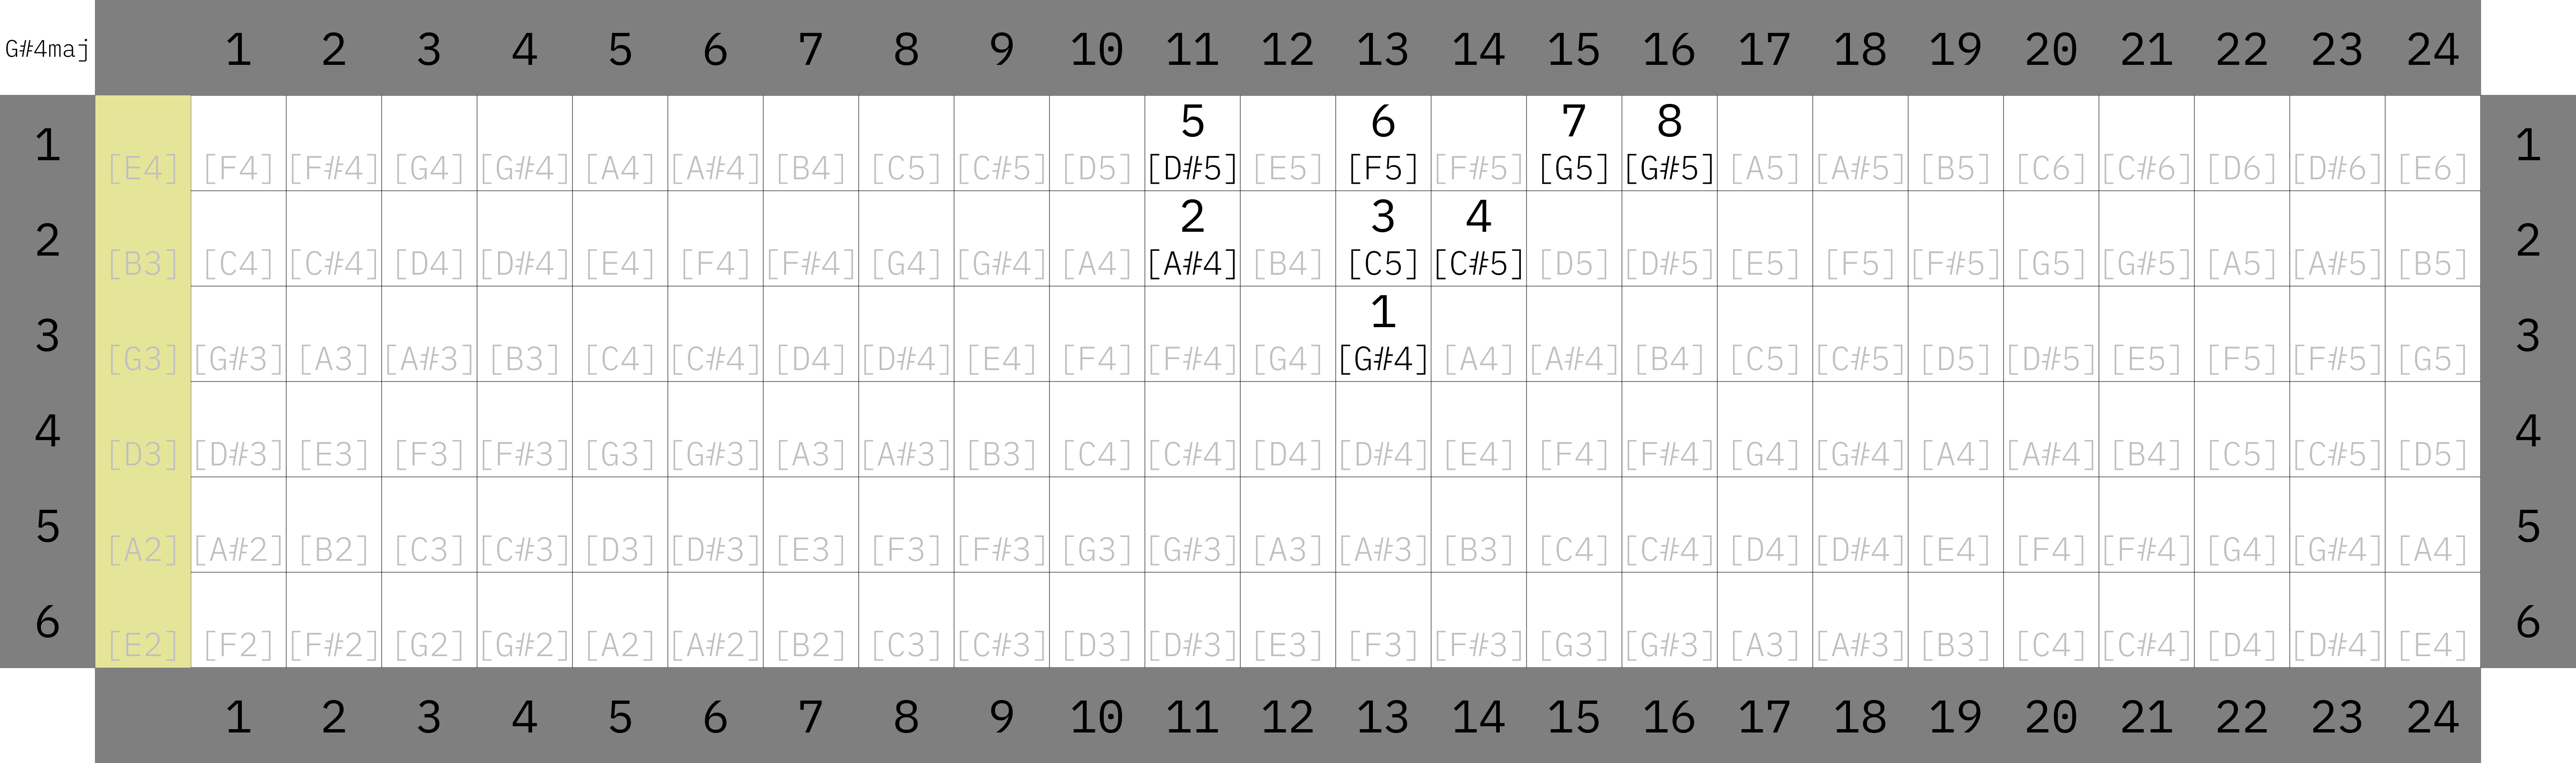 G#4maj 1 2 3 4 5 6 7 8 9 10 11 12 13 14 15 16 17 18 19 20 21 22 23 24
5 6 7 8
1 [E4] [F4] [F#4] [G4] [G#4] [A4] [A#4] [B4] [C5] [C#5] [D5] [D#5] [E5] [F5] [F#5] [G5] [G#5] [A5] [A#5] [B5] [C6] [C#6] [D6] [D#6] [E6] 1
2 3 4
2 [B3] [C4] [C#4] [D4] [D#4] [E4] [F4] [F#4] [G4] [G#4] [A4] [A#4] [B4] [C5] [C#5] [D5] [D#5] [E5] [F5] [F#5] [G5] [G#5] [A5] [A#5] [B5] 2
1
3 [G3] [G#3] [A3] [A#3] [B3] [C4] [C#4] [D4] [D#4] [E4] [F4] [F#4] [G4] [G#4] [A4] [A#4] [B4] [C5] [C#5] [D5] [D#5] [E5] [F5] [F#5] [G5] 3
4 [D3] [D#3] [E3] [F3] [F#3] [G3] [G#3] [A3] [A#3] [B3] [C4] [C#4] [D4] [D#4] [E4] [F4] [F#4] [G4] [G#4] [A4] [A#4] [B4] [C5] [C#5] [D5] 4
5 [A2] [A#2] [B2] [C3] [C#3] [D3] [D#3] [E3] [F3] [F#3] [G3] [G#3] [A3] [A#3] [B3] [C4] [C#4] [D4] [D#4] [E4] [F4] [F#4] [G4] [G#4] [A4] 5
6 [E2] [F2] [F#2] [G2] [G#2] [A2] [A#2] [B2] [C3] [C#3] [D3] [D#3] [E3] [F3] [F#3] [G3] [G#3] [A3] [A#3] [B3] [C4] [C#4] [D4] [D#4] [E4] 6
1 2 3 4 5 6 7 8 9 10 11 12 13 14 15 16 17 18 19 20 21 22 23 24